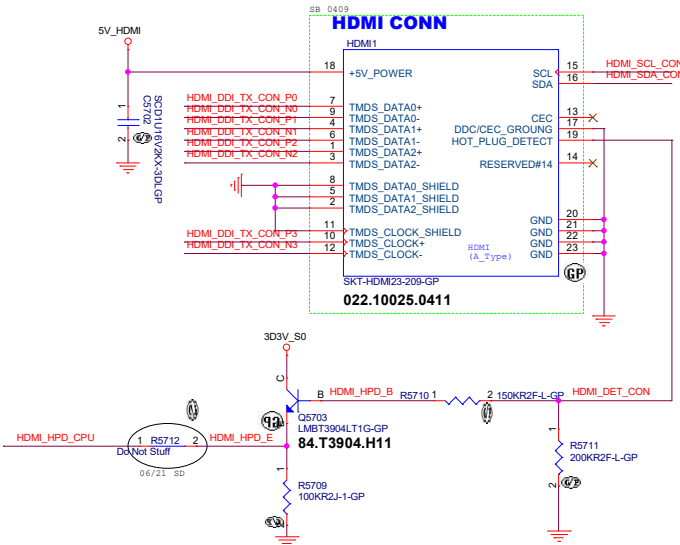 SB 0409
HDMI CONN
5V_HDMI
HDMI1
18 +5V_POWER SCL 15 HDMI_SCL_CON
SDA 16 HDMI_SDA_CON
1 C5702 2
SCD1U16V2KX-3DLGP
HDMI_DDI_TX_CON_P0 7 TMDS_DATA0+
HDMI_DDI_TX_CON_N0 9 TMDS_DATA0- CEC 13
HDMI_DDI_TX_CON_P1 4 TMDS_DATA1+ DDC/CEC_GROUNG 17
HDMI_DDI_TX_CON_N1 6 TMDS_DATA1- HOT_PLUG_DETECT 19
HDMI_DDI_TX_CON_P2 1 TMDS_DATA2+
HDMI_DDI_TX_CON_N2 3 TMDS_DATA2- RESERVED#14 14
8 TMDS_DATA0_SHIELD
5 TMDS_DATA1_SHIELD
2 TMDS_DATA2_SHIELD
GND 20
11 TMDS_CLOCK_SHIELD GND 21
HDMI_DDI_TX_CON_P3 10 TMDS_CLOCK+ GND 22
HDMI_DDI_TX_CON_N3 12 TMDS_CLOCK- GND 23
HDMI
(A_Type)
GP
SKT-HDMI23-209-GP
022.10025.0411
3D3V_S0
C
B HDMI_HPD_B R5710 1 2 150KR2F-L-GP HDMI_DET_CON
Q5703
LMBT3904LT1G-GP
84.T3904.H11
HDMI_HPD_CPU 1 R5712 2 HDMI_HPD_E
Do Not Stuff
06/21 SD
1
R5711
200KR2F-L-GP
2
1
R5709
100KR2J-1-GP